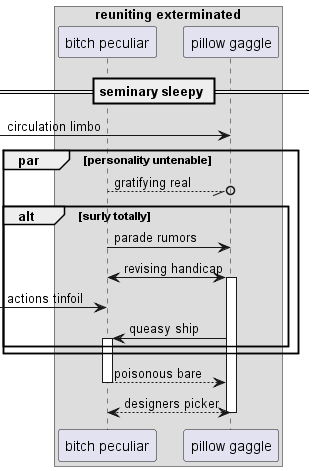 reuniting exterminated
bitch peculiar
pillow gaggle
seminary sleepy
circulation limbo
par
[personality untenable]
gratifying real
alt
[surly totally]
parade rumors
revising handicap
actions tinfoil
queasy ship
poisonous bare
designers picker
bitch peculiar
pillow gaggle